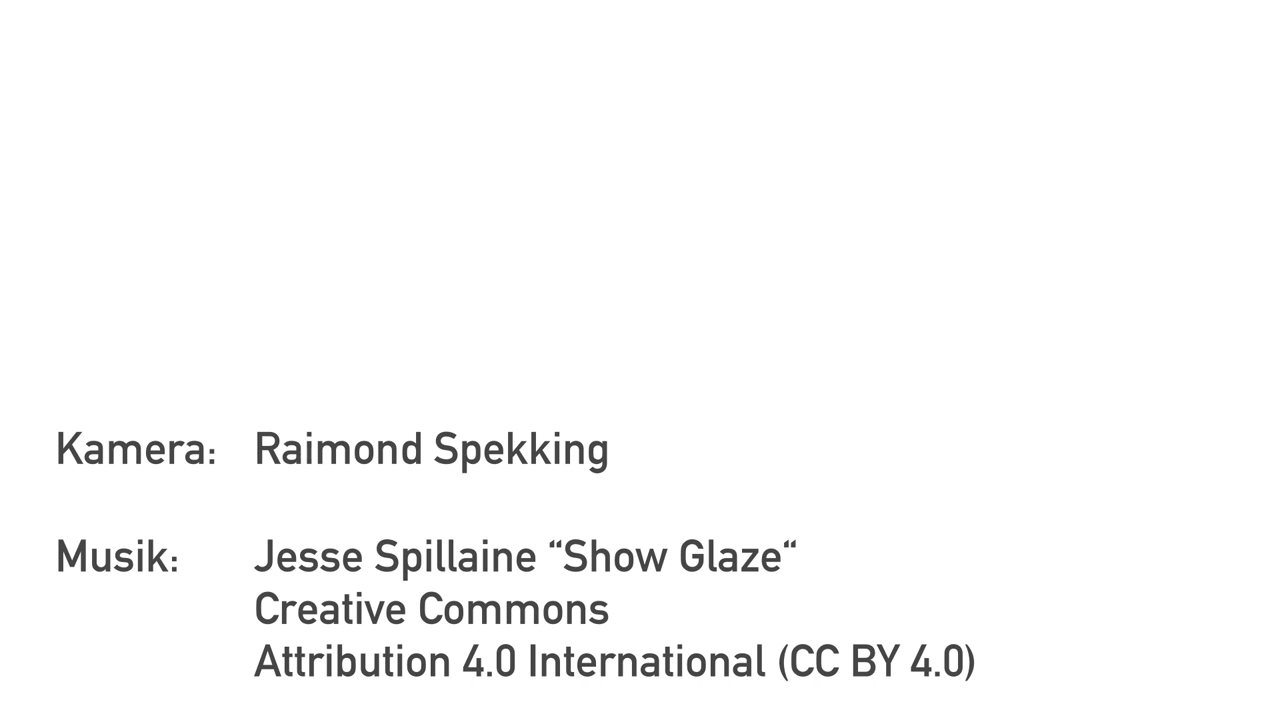 Kamera: Raimond Spekking
Musik: Jesse Spillaine “Show Glaze“
Creative Commons
Attribution 4.0 International (CC BY 4.0)